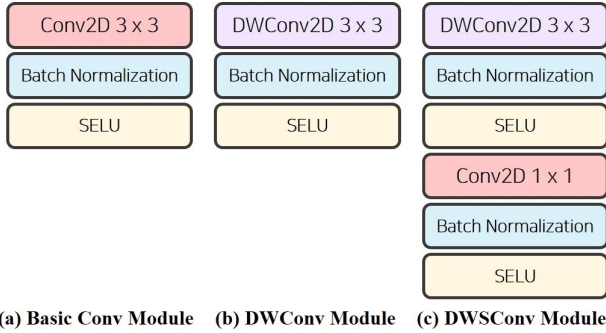 Conv2D 3 x 3
Batch Normalization
SELU
DWConv2D 3 x 3
Batch Normalization
SELU
DWConv2D 3 x 3
Batch Normalization
SELU
Conv2D 1 x 1
Batch Normalization
SELU
(a) Basic Conv Module
(b) DWConv Module
(c) DWSConv Module